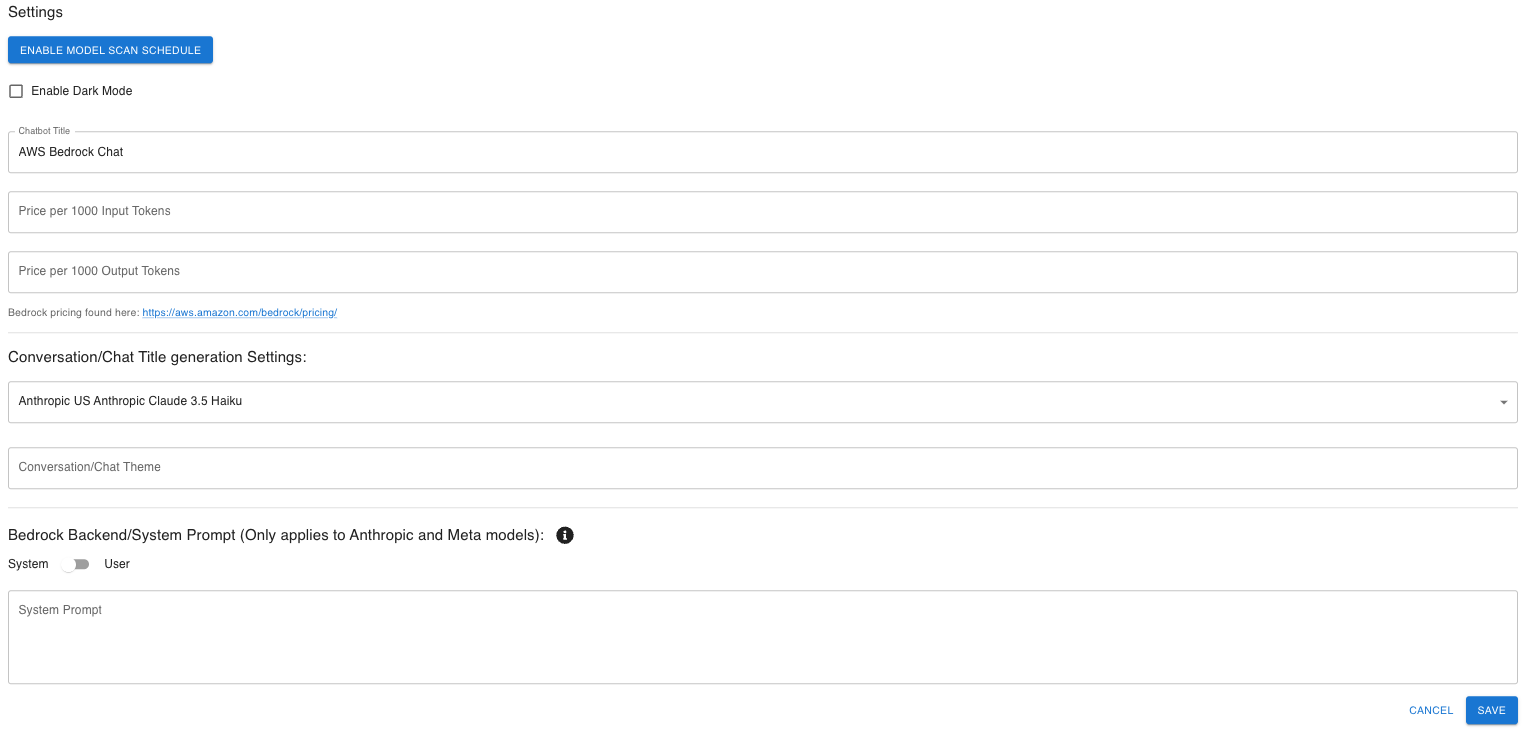 Settings
ENABLE MODEL SCAN SCHEDULE
Enable Dark Mode
Chatbot Title
AWS Bedrock Chat
Price per 1000 Input Tokens
Price per 1000 Output Tokens
Bedrock pricing found here: https://aws.amazon.com/bedrock/pricing/
Conversation/Chat Title generation Settings:
Anthropic US Anthropic Claude 3.5 Haiku
Conversation/Chat Theme
Bedrock Backend/System Prompt (Only applies to Anthropic and Meta models):
System User
System Prompt
CANCEL SAVE